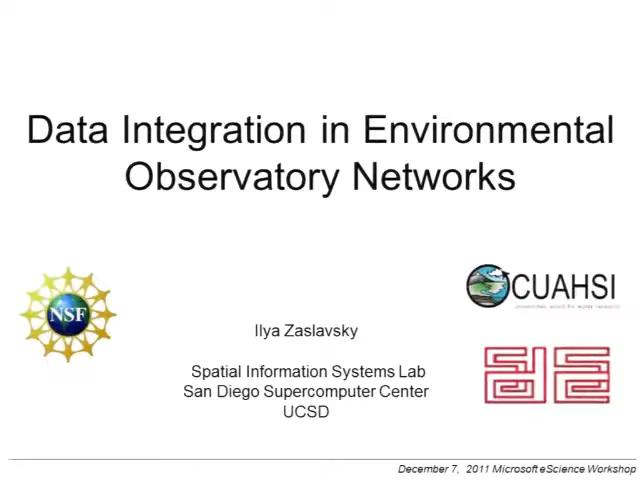 Data Integration in Environmental
Observatory Networks
NSF
CUAHSI
Ilya Zaslavsky
Spatial Information Systems Lab
San Diego Supercomputer Center
UCSD
December 7, 2011 Microsoft eScience Workshop